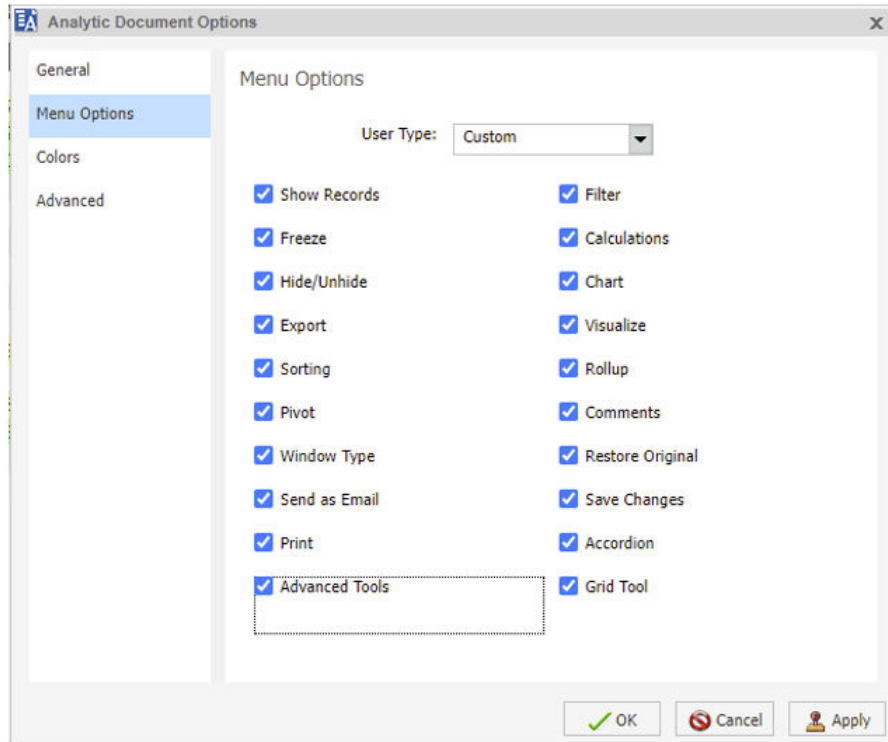 Analytic Document Options
X
General
Menu Options
Colors
Advanced
Menu Options
User Type: Custom
Show Records
Filter
Freeze
Calculations
Hide/Unhide
Chart
Export
Visualize
Sorting
Rollup
Pivot
Comments
Window Type
Restore Original
Send as Email
Save Changes
Print
Accordion
Advanced Tools
Grid Tool
OK
Cancel
Apply